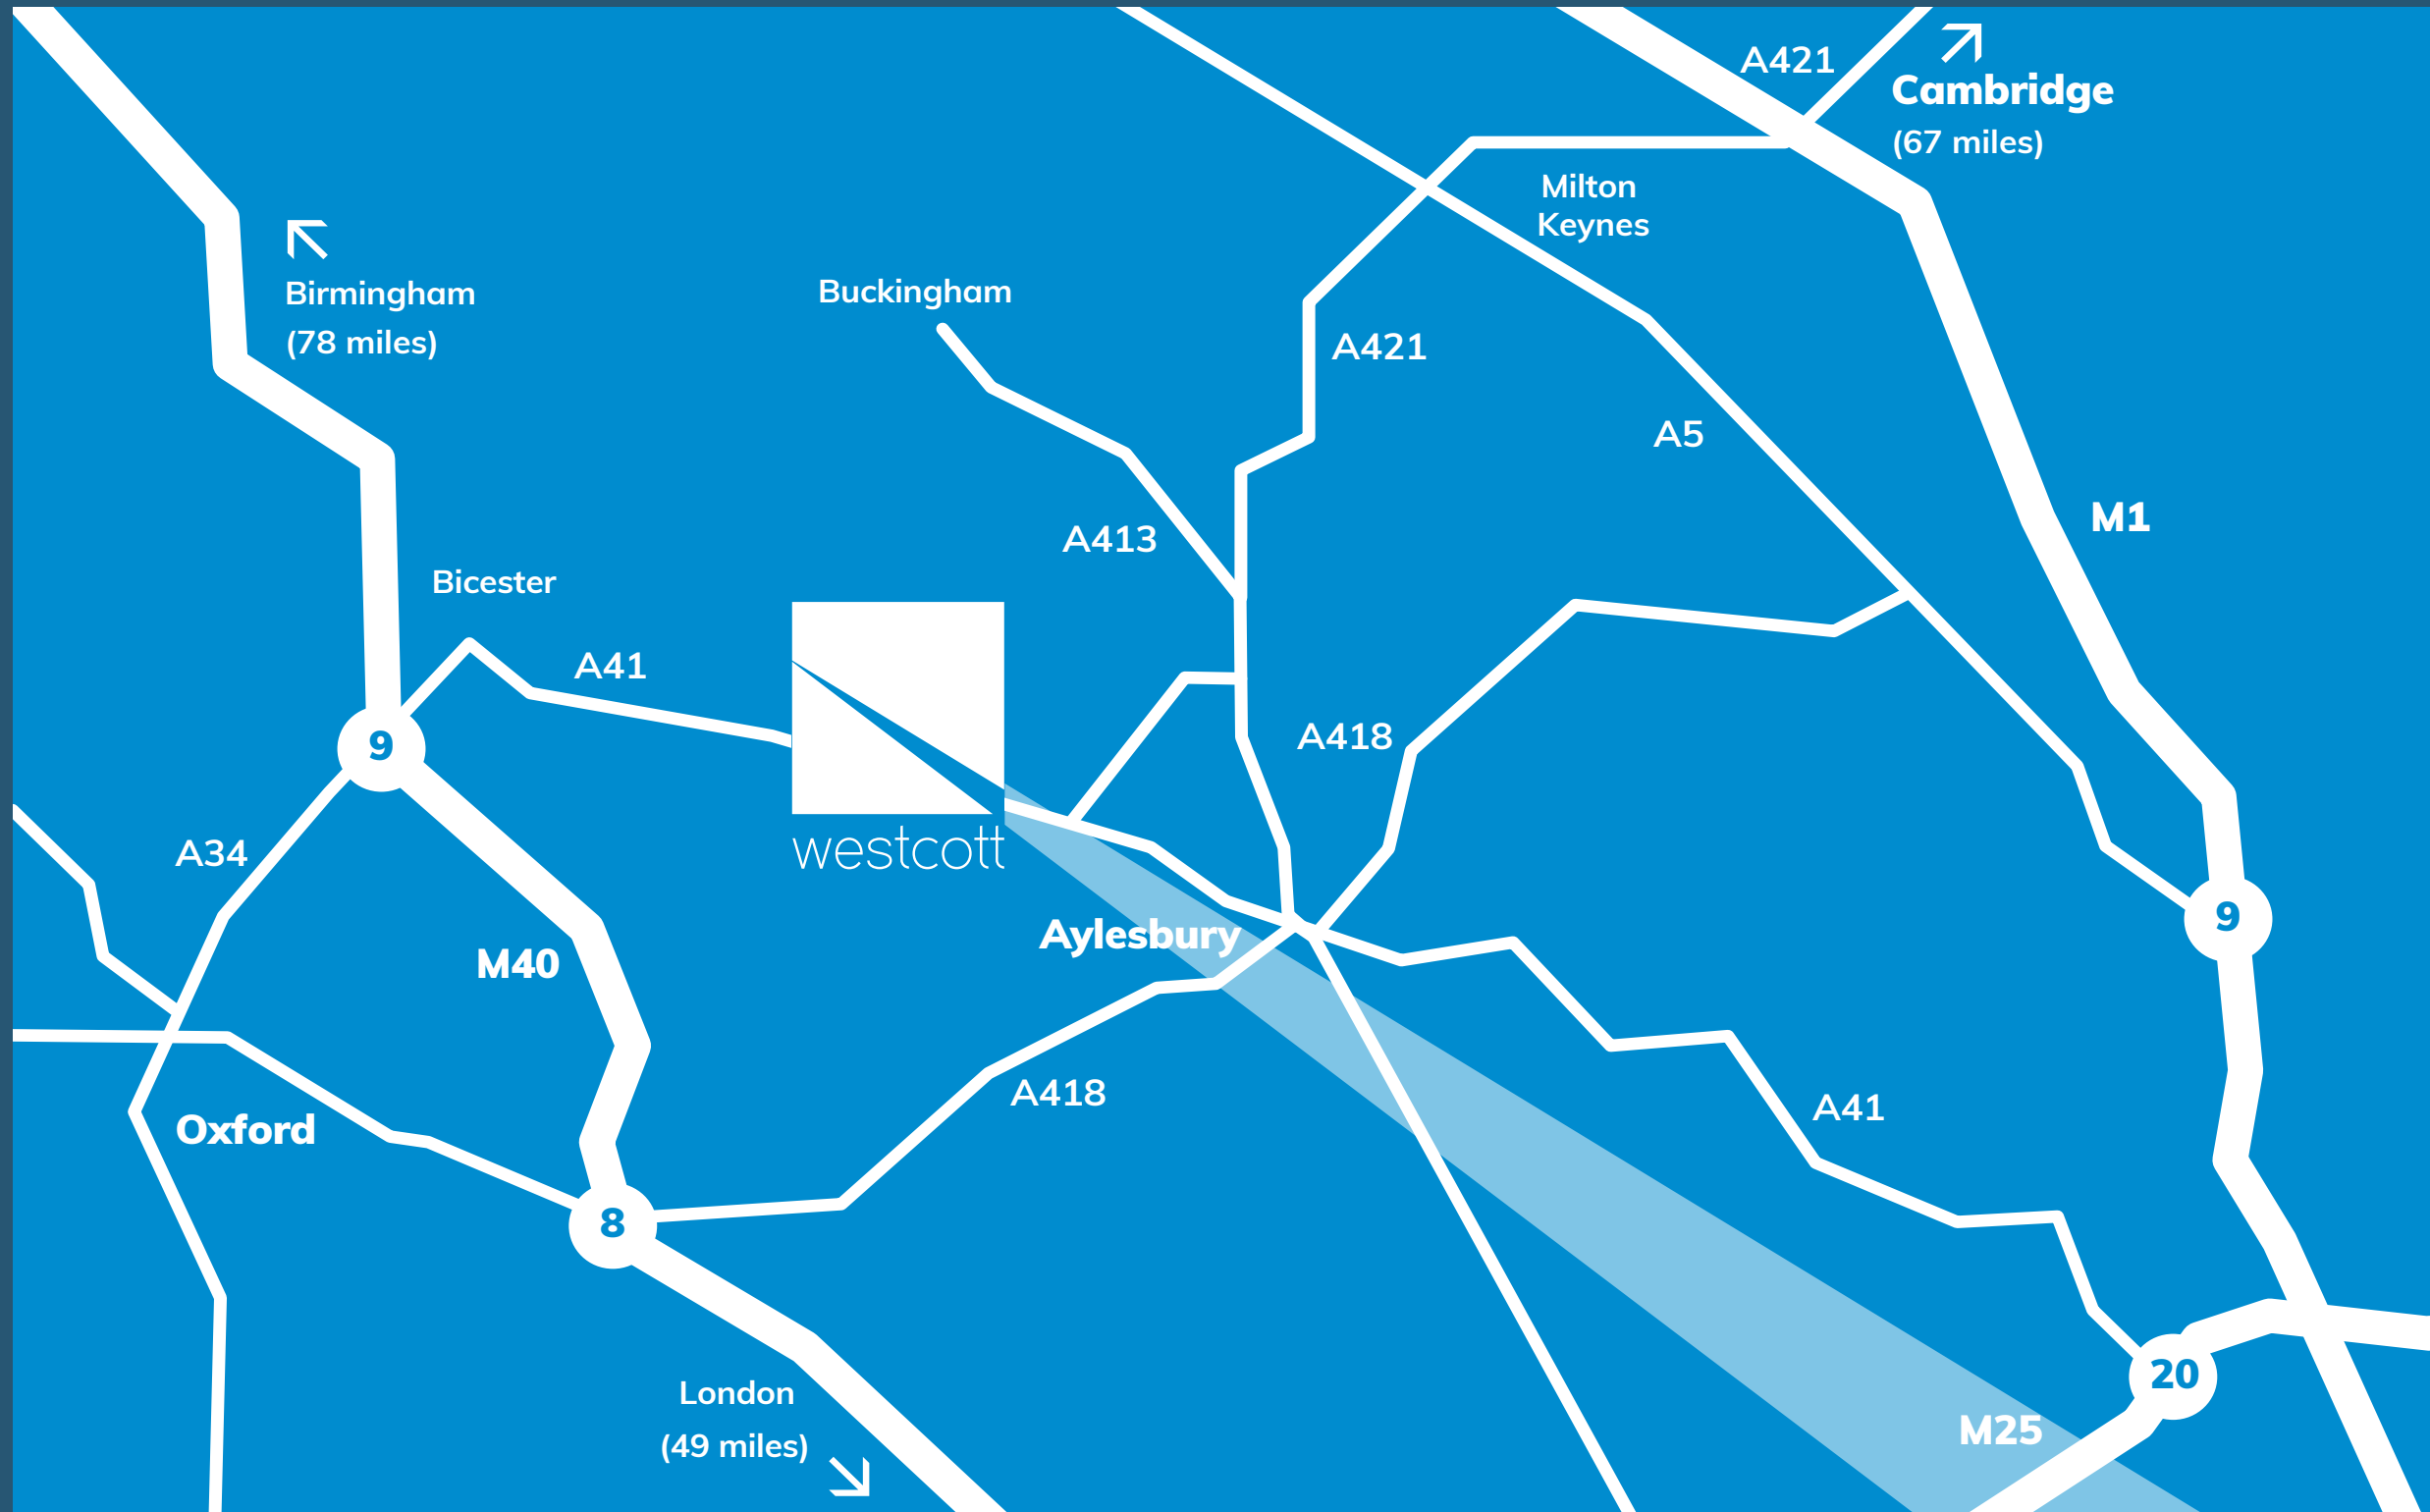 A421
Cambridge
(67 miles)
Milton
Keynes
Birmingham
(78 miles)
Buckingham
A421
A5
M1
A413
Bicester
A41
9
A418
A34
westcott
Aylesbury
9
M40
A418
A41
Oxford
8
20
London
(49 miles)
M25